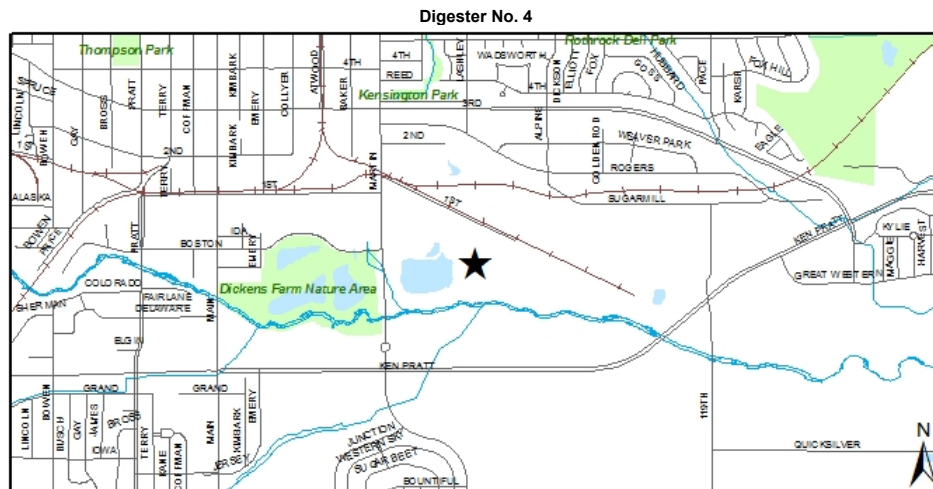 Digester No. 4
Thompson Park
Rothrock Dell Park
Kensington Park
Dickens Farm Nature Area
4TH
4TH
REED
LASHLEY
WADSWORTH
4TH
DICKSON
ELLIOTT
FOX
GOSS
HUBBARD
PACE
KARSH
FOX HILL
EAGLE
SPRUCE
LINCOLN
1ST
BOWEN
GAY
BROSS
PRATT
TERRY
COFFMAN
KIMBARK
EMERY
COLLYER
ATWOOD
BAKER
3RD
2ND
2ND
KIMBARK
TERRY
1ST
MARTIN
1ST
ALPINE
GOLDENROD
WEAVER PARK
ROGERS
SUGARMILL
ALASKA
BOWEN
PRICE
PRATT
BOSTON
IDA
EMERY
KEN PRATT
KYLIE
MAGGIE
HARVEST
GREAT WESTERN
COLORADO
SHERMAN
FAIRLANE
DELAWARE
MAIN
ELGIN
KEN PRATT
GRAND
GRAND
LINCOLN
BOWEN
BUSCH
GAY
JAMES
BROSS
IOWA
TERRY
KANE
COFFMAN
MAIN
KIMBARK
EMERY
JERSEY
JUNCTION
WESTERN SKY
SUGAR BEET
BOUNTIFUL
119TH
QUICKSILVER
N